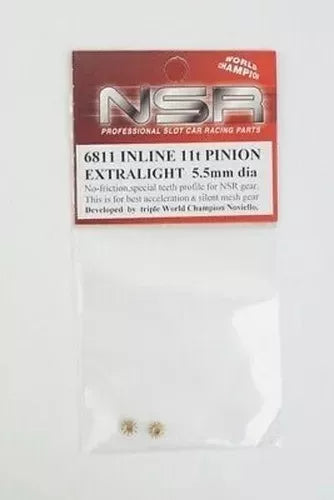 WORLD
CHAMPION
NSR
PROFESSIONAL SLOT CAR RACING PARTS
6811 INLINE 11t PINION
EXTRALIGHT 5.5mm dia
No-friction,special teeth profile for NSR gear.
This is for best acceleration & silent mesh gear
Developed by triple World Champion Noviello,